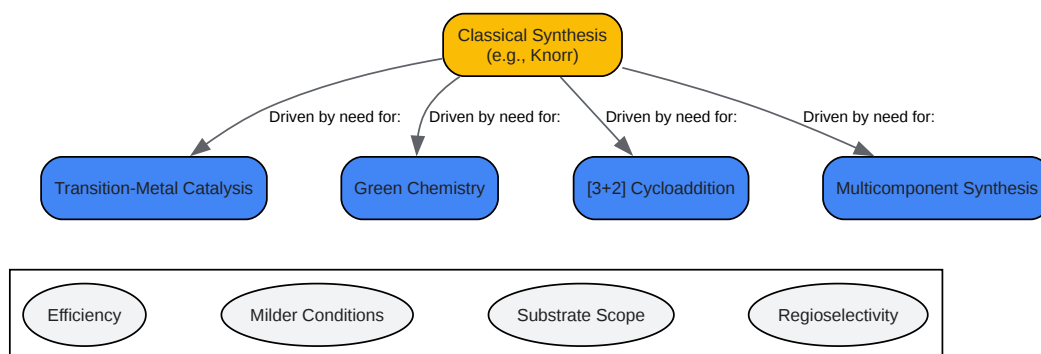 Classical Synthesis
(e.g., Knorr)
Driven by need for:
Driven by need for:
Driven by need for:
Driven by need for:
Transition-Metal Catalysis
Green Chemistry
[3+2] Cycloaddition
Multicomponent Synthesis
Efficiency
Milder Conditions
Substrate Scope
Regioselectivity